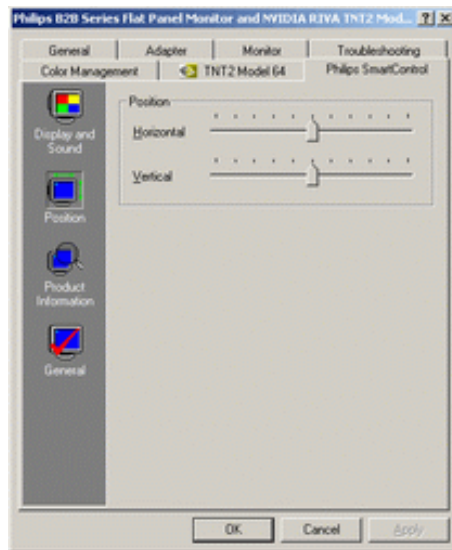 Philips B2B Series Flat Panel Monitor and NVIDIA RIVA TNT2 Mod... ? ×
General Adapter Monitor Troubleshooting
Color Management TNT2 Model 64 Philips SmartControl
Display and
Sound
Position
Product
Information
General
Position
Horizontal
Vertical
OK Cancel Apply